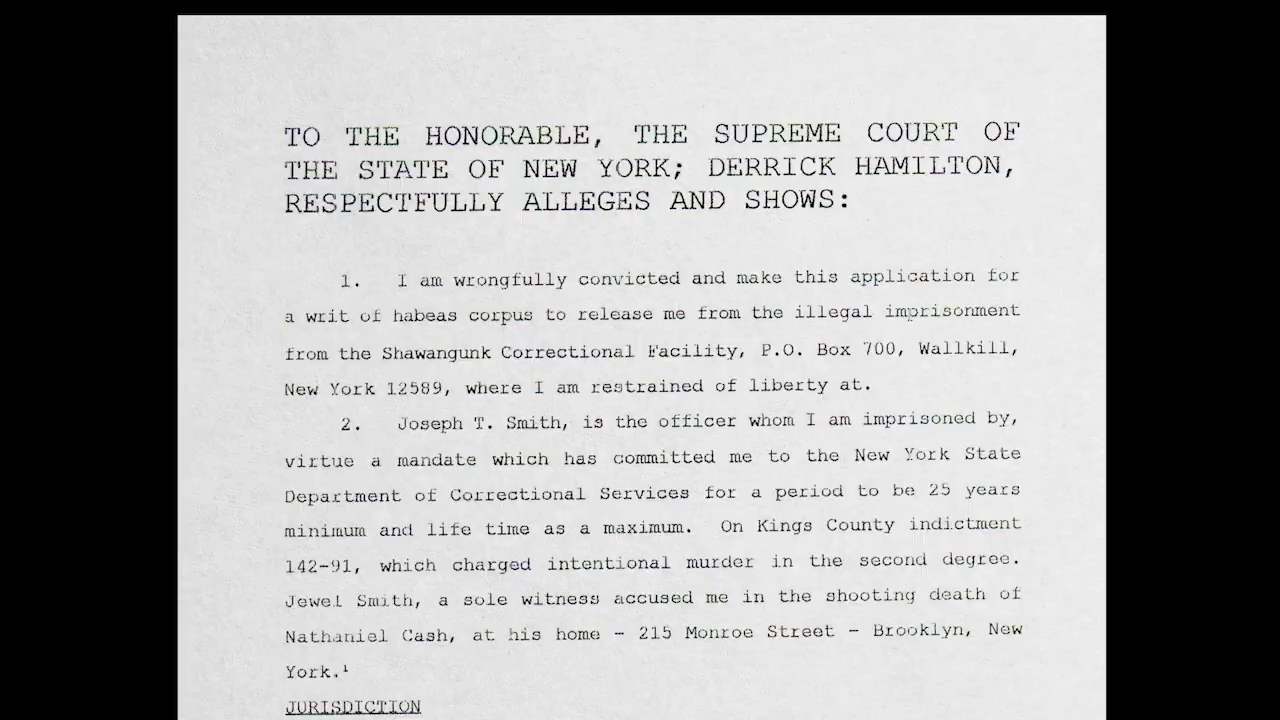 TO THE HONORABLE, THE SUPREME COURT OF
THE STATE OF NEW YORK; DERRICK HAMILTON,
RESPECTFULLY ALLEGES AND SHOWS:
1. I am wrongfully convicted and make this application for
a writ of habeas corpus to release me from the illegal imprisonment
from the Shawangunk Correctional Facility, P.O. Box 700, Wallkill,
New York 12589, where I am restrained of liberty at.
2. Joseph T. Smith, is the officer whom I am imprisoned by,
virtue a mandate which has committed me to the New York State
Department of Correctional Services for a period to be 25 years
minimum and life time as a maximum. On Kings County indictment
142-91, which charged intentional murder in the second degree.
Jewel Smith, a sole witness accused me in the shooting death of
Nathaniel Cash, at his home - 215 Monroe Street - Brooklyn, New
York.¹
JURISDICTION